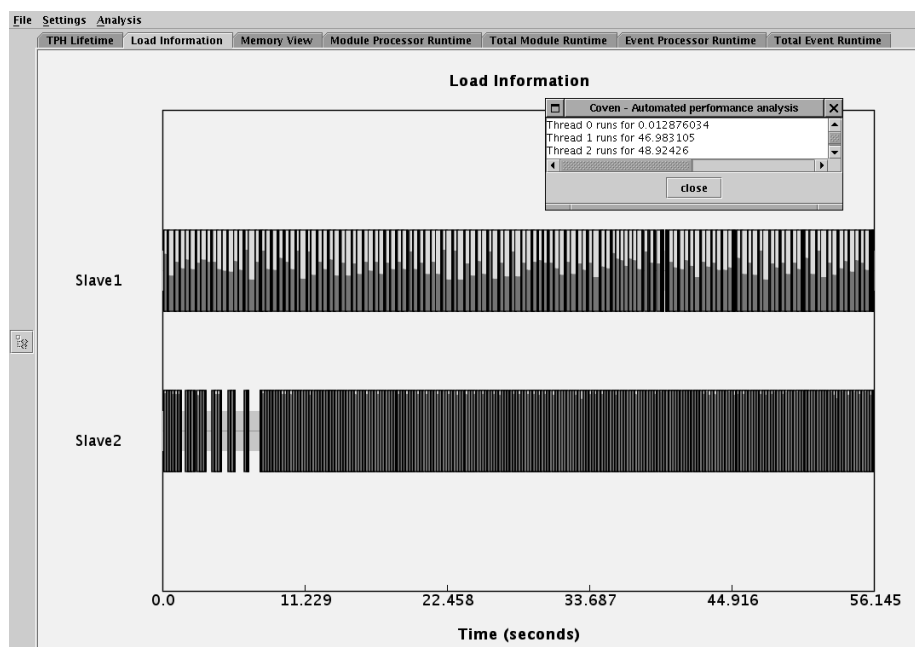 File Settings Analysis
TPH Lifetime Load Information Memory View Module Processor Runtime Total Module Runtime Event Processor Runtime Total Event Runtime
Load Information
Coven - Automated performance analysis
Thread 0 runs for 0.012876034
Thread 1 runs for 46.983105
Thread 2 runs for 48.92426
close
Slave1
Slave2
0.0 11.229 22.458 33.687 44.916 56.145
Time (seconds)